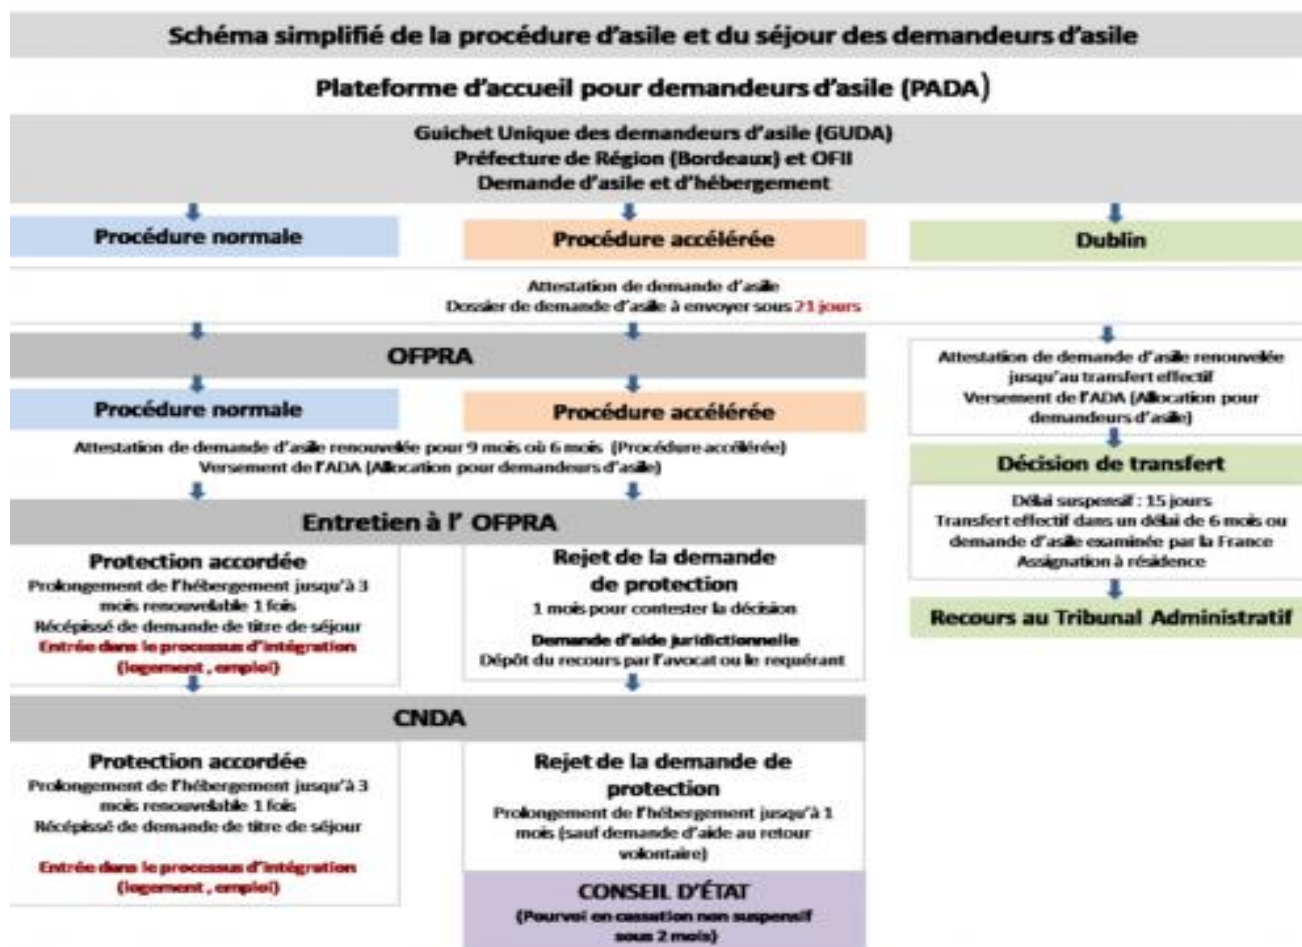 Schéma simplifié de la procédure d'asile et du séjour des demandeurs d'asile
Plateforme d'accueil pour demandeurs d'asile (PADA)
Guichet Unique des demandeurs d'asile (GUDA)
Préfecture de Région (Bordeaux) et OFII
Demande d'asile et d'hébergement
Procédure normale
Procédure accélérée
Dublin
Attestation de demande d'asile
Dossier de demande d'asile à envoyer sous 21 jours
OFPRA
Procédure normale
Procédure accélérée
Attestation de demande d'asile renouvelée pour 9 mois où 6 mois (Procédure accélérée)
Versement de l'ADA (Allocation pour demandeurs d'asile)
Entretien à l' OFPRA
Protection accordée
Prolongement de l'hébergement jusqu'à 3
mois renouvelable 1 fois
Récépissé de demande de titre de séjour
Entrée dans le processus d'intégration
(logement , emploi)
Rejet de la demande
de protection
1 mois pour contester la décision
Demande d'aide juridictionnelle
Dépôt du recours par l'avocat ou le requérant
CNDA
Protection accordée
Prolongement de l'hébergement jusqu'à 3
mois renouvelable 1 fois
Récépissé de demande de titre de séjour
Entrée dans le processus d'intégration
(logement , emploi)
Rejet de la demande de
protection
Prolongement de l'hébergement jusqu'à 1
mois (sauf demande d'aide au retour
volontaire)
CONSEIL D'ÉTAT
(Pourvoi en cassation non suspensif
sous 2 mois)
Attestation de demande d'asile renouvelée
jusqu'au transfert effectif
Versement de l'ADA (Allocation pour
demandeurs d'asile)
Décision de transfert
Délai suspensif : 15 jours
Transfert effectif dans un délai de 6 mois ou
demande d'asile examinée par la France
Assignation à résidence
Recours au Tribunal Administratif